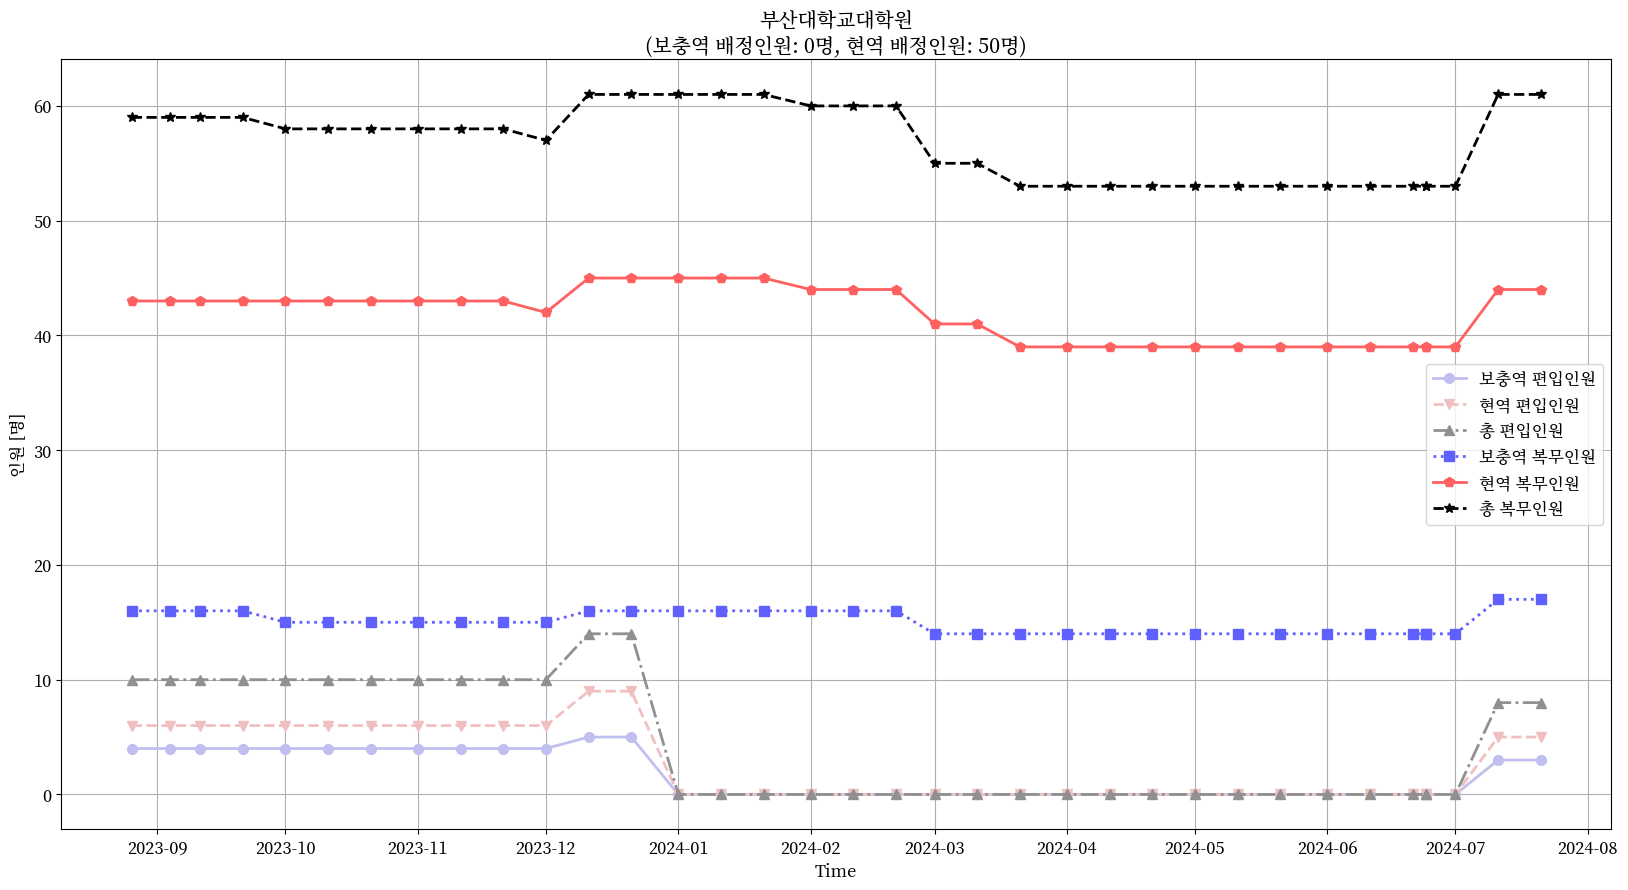 부산대학교대학원
(보충역 배정인원: 0명, 현역 배정인원: 50명)
인원 [명]
60
50
40
30
20
10
0
보충역 편입인원
현역 편입인원
총 편입인원
보충역 복무인원
현역 복무인원
총 복무인원
2023-09
2023-10
2023-11
2023-12
2024-01
2024-02
2024-03
2024-04
2024-05
2024-06
2024-07
2024-08
Time